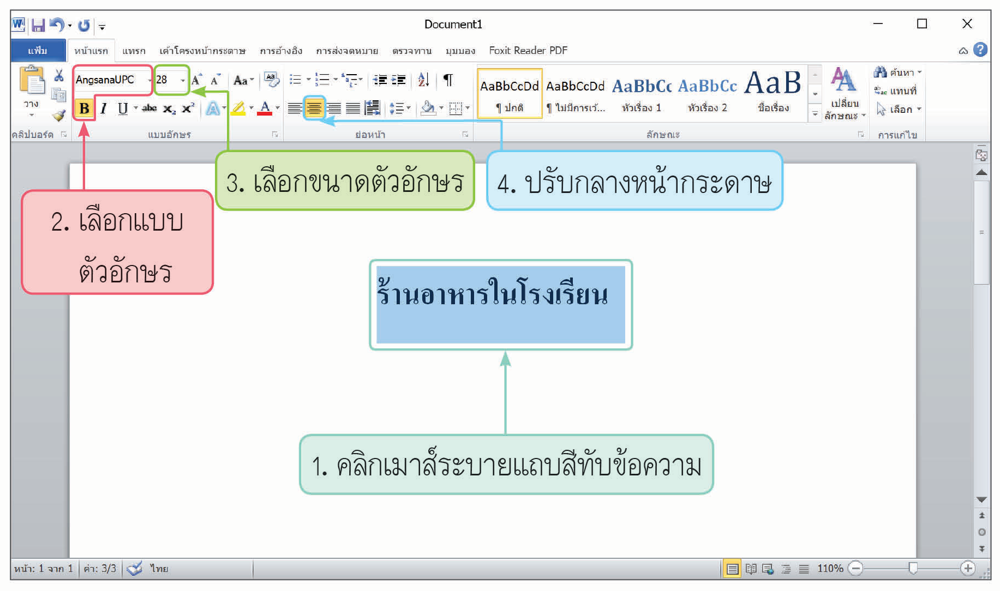 Document1
แฟ้ม หน้าแรก แทรก เค้าโครงหน้ากระดาษ การอ้างอิง การส่งจดหมาย ตรวจทาน มุมมอง Foxit Reader PDF
วาง
AngsanaUPC 28 A A Aa
B I U abc x₂ x² A A
AaBbCcDd AaBbCcDd AaBbCc AaBbCc AaB
¶ ปกติ ¶ ไม่มีการเว้... หัวเรื่อง 1 หัวเรื่อง 2 ชื่อเรื่อง
เปลี่ยน
ลักษณะ
ค้นหา
แทนที่
เลือก
คลิปบอร์ด แบบอักษร ย่อหน้า ลักษณะ การแก้ไข
3. เลือกขนาดตัวอักษร
4. ปรับกลางหน้ากระดาษ
2. เลือกแบบ
ตัวอักษร
ร้านอาหารในโรงเรียน
1. คลิกเมาส์ระบายแถบสีทับข้อความ
หน้า: 1 จาก 1 คำ: 3/3 ไทย 110%